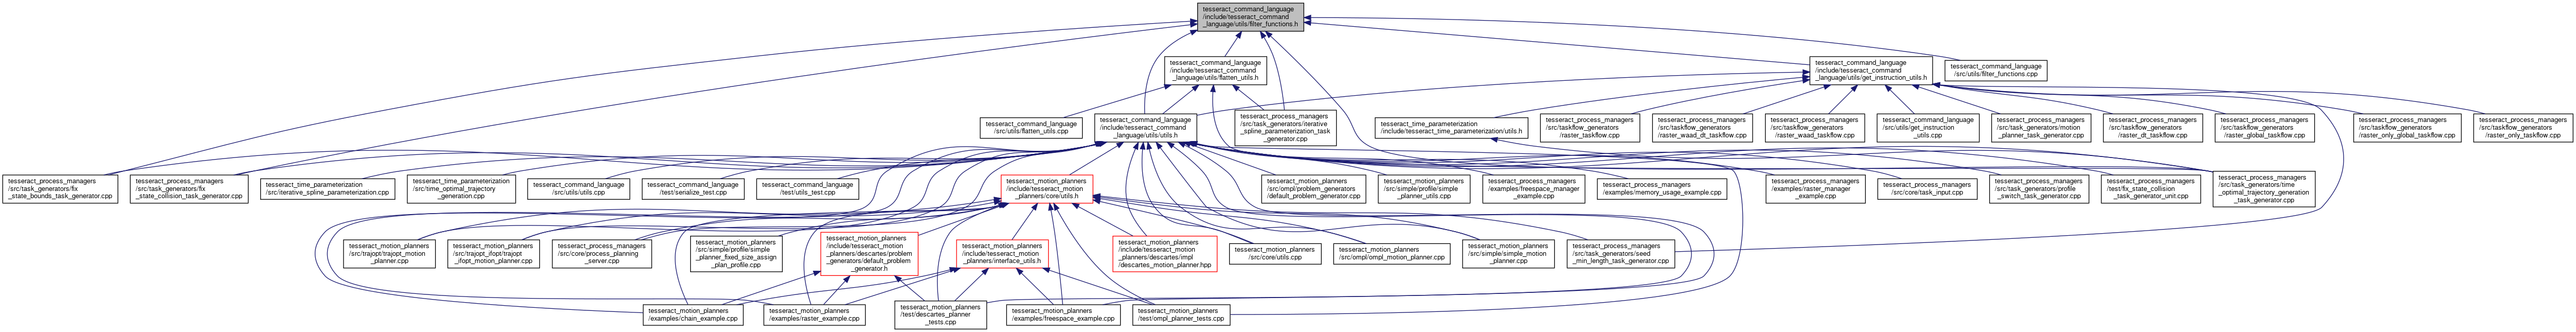 tesseract_command_language
/include/tesseract_command
_language/utils/filter_functions.h
tesseract_command_language
/include/tesseract_command
_language/utils/flatten_utils.h
tesseract_command_language
/include/tesseract_command
_language/utils/get_instruction_utils.h
tesseract_command_language
/src/utils/filter_functions.cpp
tesseract_command_language
/src/utils/flatten_utils.cpp
tesseract_command_language
/include/tesseract_command
_language/utils/utils.h
tesseract_process_managers
/src/task_generators/iterative
_spline_parameterization_task
_generator.cpp
tesseract_time_parameterization
/include/tesseract_time_parameterization/utils.h
tesseract_process_managers
/src/taskflow_generators
/raster_taskflow.cpp
tesseract_process_managers
/src/taskflow_generators
/raster_waad_dt_taskflow.cpp
tesseract_process_managers
/src/taskflow_generators
/raster_waad_taskflow.cpp
tesseract_command_language
/src/utils/get_instruction
_utils.cpp
tesseract_process_managers
/src/task_generators/motion
_planner_task_generator.cpp
tesseract_process_managers
/src/taskflow_generators
/raster_dt_taskflow.cpp
tesseract_process_managers
/src/taskflow_generators
/raster_global_taskflow.cpp
tesseract_process_managers
/src/taskflow_generators
/raster_only_global_taskflow.cpp
tesseract_process_managers
/src/taskflow_generators
/raster_only_taskflow.cpp
tesseract_process_managers
/src/task_generators/fix
_state_bounds_task_generator.cpp
tesseract_process_managers
/src/task_generators/fix
_state_collision_task_generator.cpp
tesseract_time_parameterization
/src/iterative_spline_parameterization.cpp
tesseract_time_parameterization
/src/time_optimal_trajectory
_generation.cpp
tesseract_command_language
/src/utils/utils.cpp
tesseract_command_language
/test/serialize_test.cpp
tesseract_command_language
/test/utils_test.cpp
tesseract_motion_planners
/include/tesseract_motion
_planners/core/utils.h
tesseract_motion_planners
/src/ompl/problem_generators
/default_problem_generator.cpp
tesseract_motion_planners
/src/simple/profile/simple
_planner_utils.cpp
tesseract_process_managers
/examples/freespace_manager
_example.cpp
tesseract_process_managers
/examples/memory_usage_example.cpp
tesseract_process_managers
/examples/raster_manager
_example.cpp
tesseract_process_managers
/src/core/task_input.cpp
tesseract_process_managers
/src/task_generators/profile
_switch_task_generator.cpp
tesseract_process_managers
/test/fix_state_collision
_task_generator_unit.cpp
tesseract_process_managers
/src/task_generators/time
_optimal_trajectory_generation
_task_generator.cpp
tesseract_motion_planners
/src/trajopt/trajopt_motion
_planner.cpp
tesseract_motion_planners
/src/trajopt_ifopt/trajopt
_ifopt_motion_planner.cpp
tesseract_process_managers
/src/core/process_planning
_server.cpp
tesseract_motion_planners
/src/simple/profile/simple
_planner_fixed_size_assign
_plan_profile.cpp
tesseract_motion_planners
/include/tesseract_motion
_planners/descartes/problem
_generators/default_problem
_generator.h
tesseract_motion_planners
/include/tesseract_motion
_planners/interface_utils.h
tesseract_motion_planners
/include/tesseract_motion
_planners/descartes/impl
/descartes_motion_planner.hpp
tesseract_motion_planners
/src/core/utils.cpp
tesseract_motion_planners
/src/ompl/ompl_motion_planner.cpp
tesseract_motion_planners
/src/simple/simple_motion
_planner.cpp
tesseract_process_managers
/src/task_generators/seed
_min_length_task_generator.cpp
tesseract_motion_planners
/examples/chain_example.cpp
tesseract_motion_planners
/examples/raster_example.cpp
tesseract_motion_planners
/test/descartes_planner
_tests.cpp
tesseract_motion_planners
/examples/freespace_example.cpp
tesseract_motion_planners
/test/ompl_planner_tests.cpp